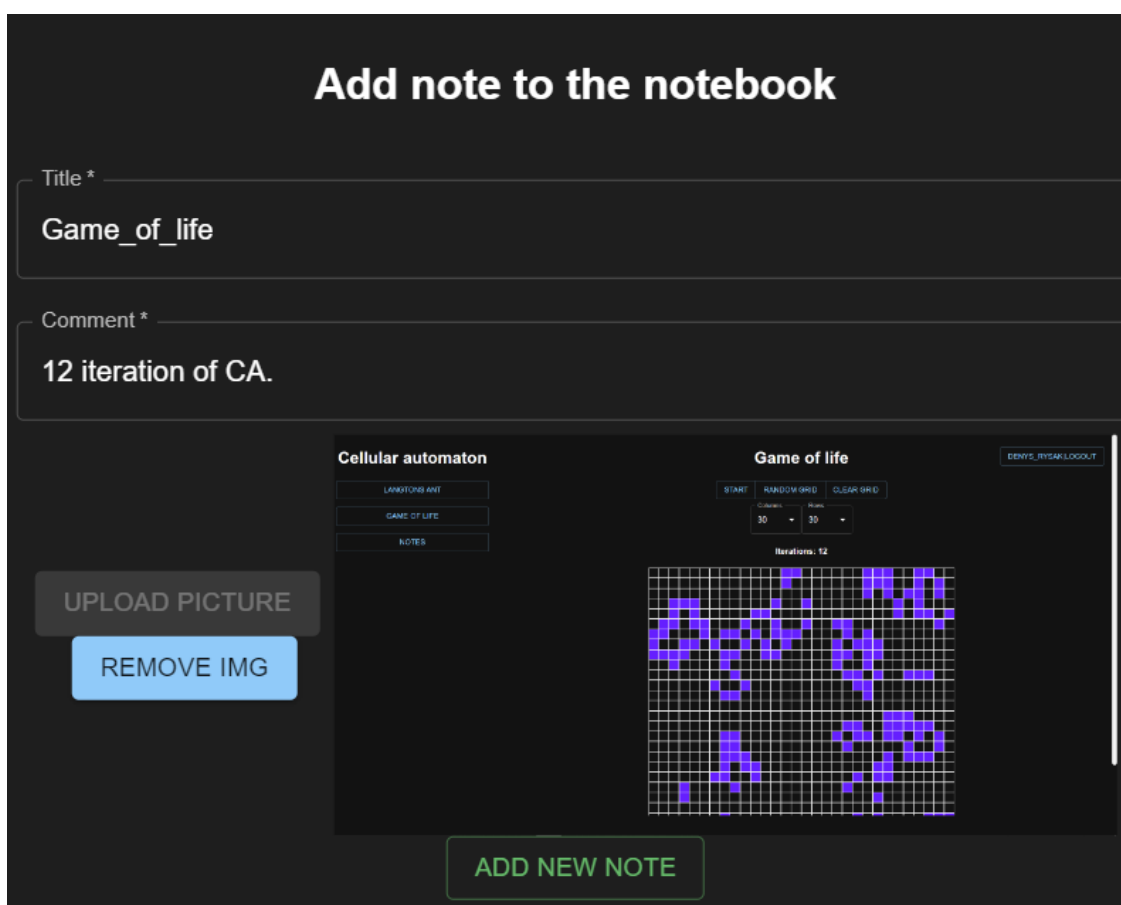 Add note to the notebook
Title *
Game_of_life
Comment *
12 iteration of CA.
Cellular automaton
Game of life
DENYS_RYSAK|LOGOUT
LANGTONS ANT
START RANDOM GRID CLEAR GRID
GAME OF LIFE
Columns Rows
30 30
NOTES
Iterations: 12
UPLOAD PICTURE
REMOVE IMG
ADD NEW NOTE